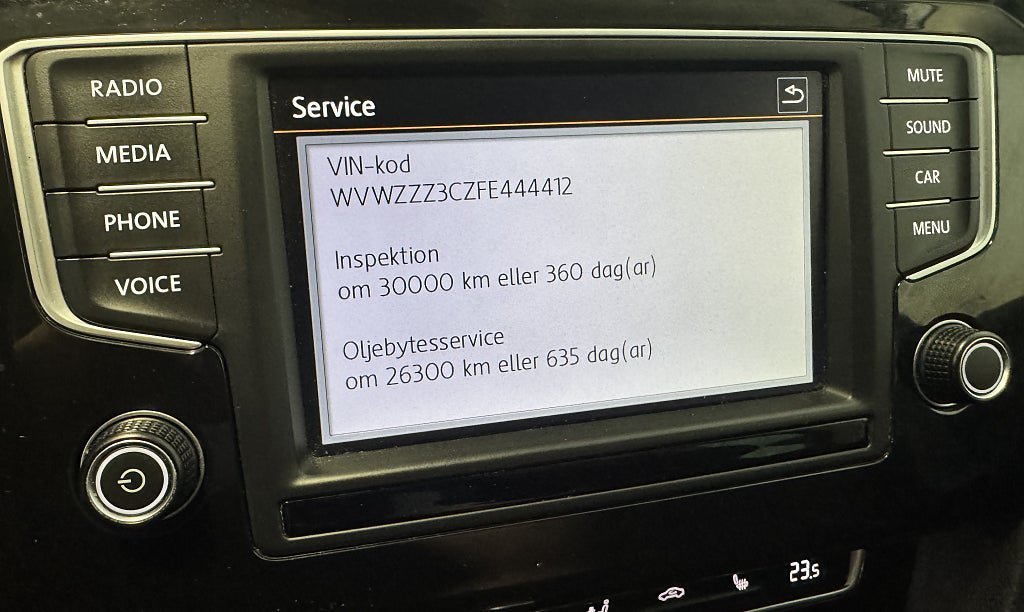 RADIO
MEDIA
PHONE
VOICE
Service
VIN-kod
WVWZZZ3CZFE444412
Inspektion
om 30000 km eller 360 dag(ar)
Oljebytesservice
om 26300 km eller 635 dag(ar)
MUTE
SOUND
CAR
MENU
23.5